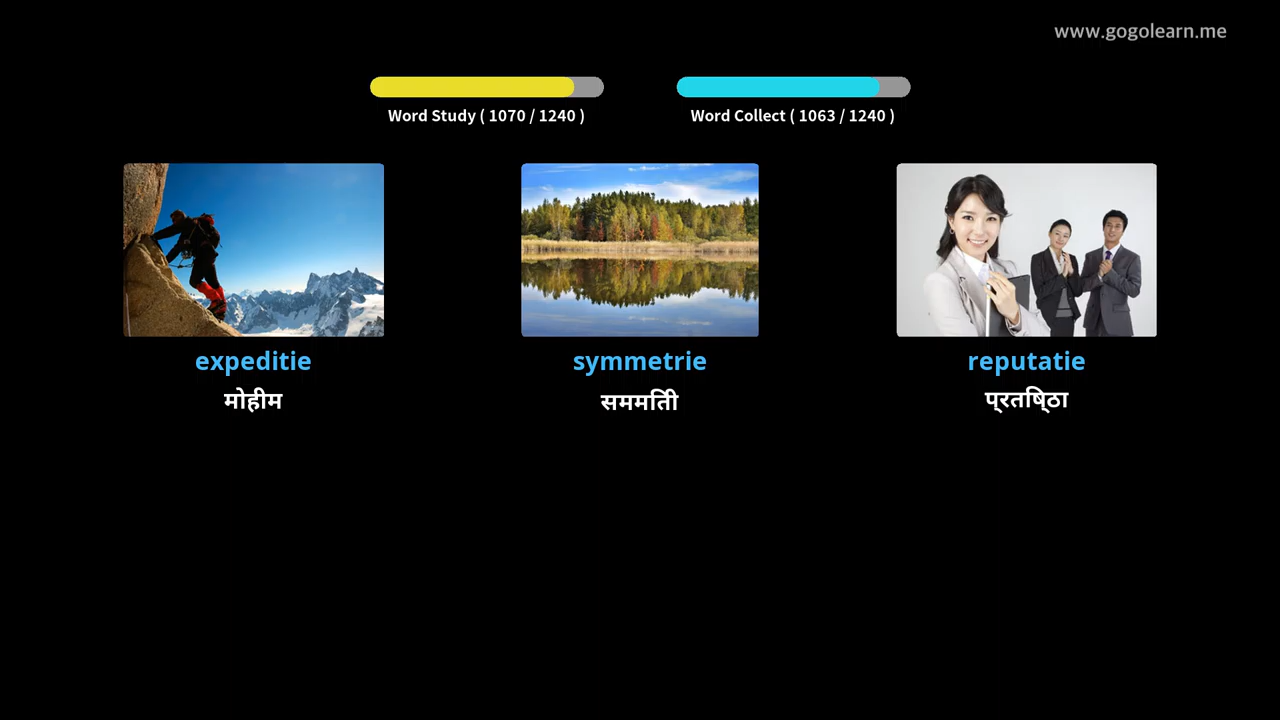 www.gogolearn.me
Word Study ( 1070 / 1240 )
Word Collect ( 1063 / 1240 )
expeditie
symmetrie
reputatie
मोहीम
सममितीि
प्रतिष्ठा